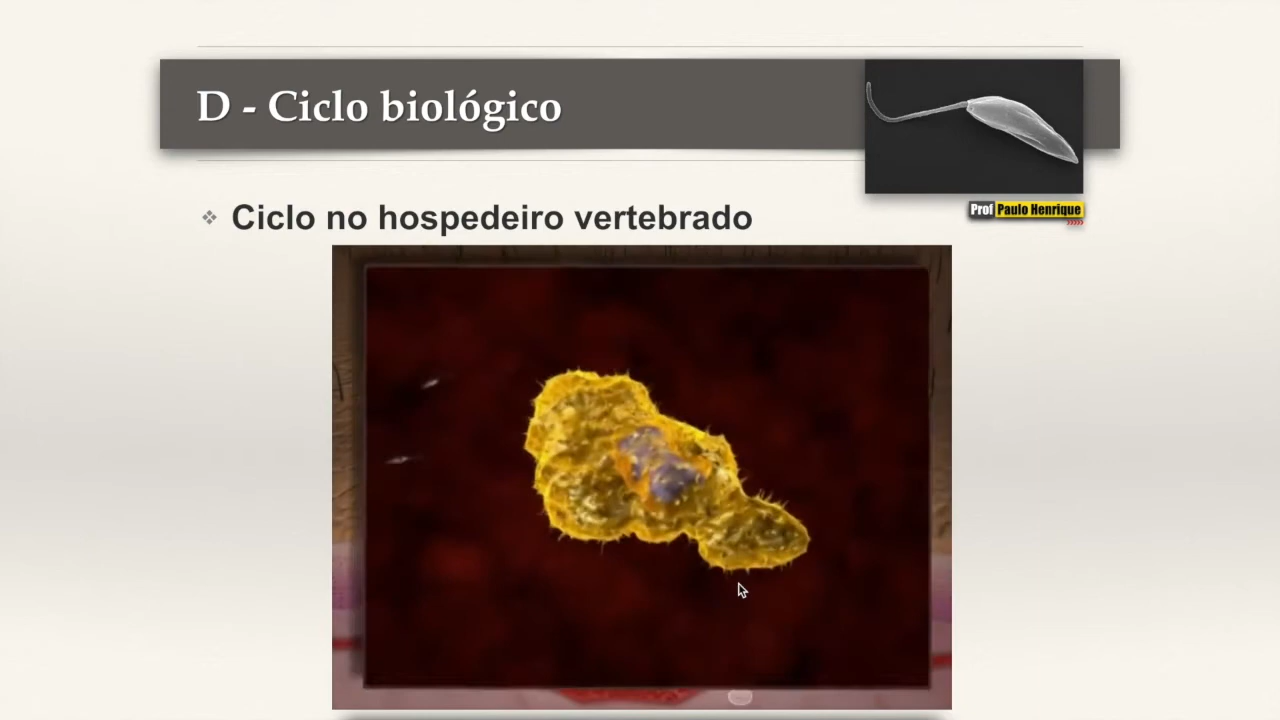 D - Ciclo biológico
Ciclo no hospedeiro vertebrado
Prof Paulo Henrique